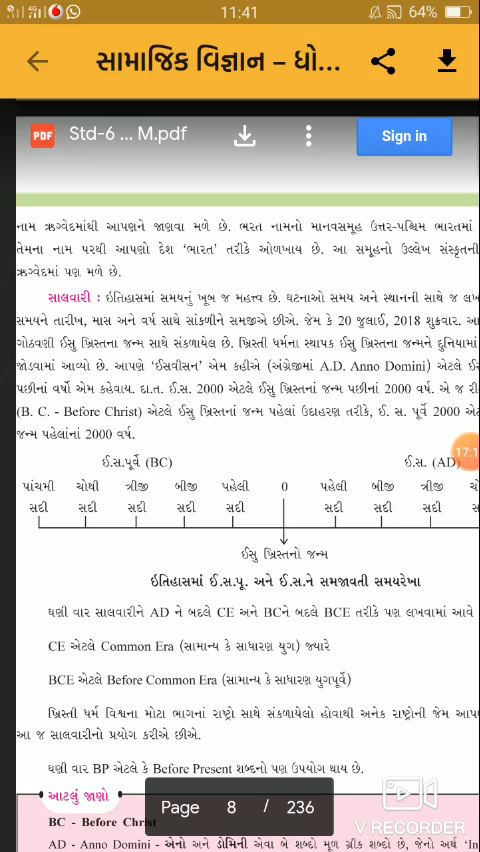 11:41
64%
સામાજિક વિજ્ઞાન – ધો...
PDF Std-6 ... M.pdf Sign in
નામ ઋગ્વેદમાંથી આપણને જાણવા મળે છે. ભરત નામનો માનવસમૂહ ઉત્તર-પશ્ચિમ ભારતમાં
તેમના નામ પરથી આપણો દેશ ‘ભારત’ તરીકે ઓળખાય છે. આ સમૂહનો ઉલ્લેખ સંસ્કૃતની
ઋગ્વેદમાં પણ મળે છે.
સાલવારી : ઇતિહાસમાં સમયનું ખૂબ જ મહત્ત્વ છે. ઘટનાઓ સમય અને સ્થાનની સાથે જ લખ
સમયને તારીખ, માસ અને વર્ષ સાથે સાંકળીને સમજીએ છીએ. જેમ કે 20 જુલાઈ, 2018 શુક્રવાર. આ
ગોઠવણી ઈસુ ખ્રિસ્તના જન્મ સાથે સંકળાયેલ છે. ખ્રિસ્તી ધર્મના સ્થાપક ઈસુ ખ્રિસ્તના જન્મને દુનિયામાં
જોડવામાં આવ્યો છે. આપણે ‘ઈસવીસન’ એમ કહીએ (અંગ્રેજીમાં A.D. Anno Domini) એટલે ઈસ
પછીનાં વર્ષો એમ કહેવાય. દા.ત. ઈ.સ. 2000 એટલે ઈસુ ખ્રિસ્તનાં જન્મ પછીનાં 2000 વર્ષ. એ જ રી
(B. C. - Before Christ) એટલે ઈસુ ખ્રિસ્તનાં જન્મ પહેલાં ઉદાહરણ તરીકે, ઈ. સ. પૂર્વે 2000 એટ
જન્મ પહેલાંનાં 2000 વર્ષ.
17:1
ઈ.સ.પૂર્વે (BC) ઈ.સ. (AD)
પાંચમી ચોથી ત્રીજી બીજી પહેલી 0 પહેલી બીજી ત્રીજી ચો
સદી સદી સદી સદી સદી સદી સદી સદી સ
ઈસુ ખ્રિસ્તનો જન્મ
ઇતિહાસમાં ઈ.સ.પૂ. અને ઈ.સ.ને સમજાવતી સમયરેખા
ઘણી વાર સાલવારીને AD ને બદલે CE અને BCને બદલે BCE તરીકે પણ લખવામાં આવે
CE એટલે Common Era (સામાન્ય કે સાધારણ યુગ) જ્યારે
BCE એટલે Before Common Era (સામાન્ય કે સાધારણ યુગપૂર્વે)
ખ્રિસ્તી ધર્મ વિશ્વના મોટા ભાગનાં રાષ્ટ્રો સાથે સંકળાયેલો હોવાથી અનેક રાષ્ટ્રોની જેમ આપ
આ જ સાલવારીનો પ્રયોગ કરીએ છીએ.
ઘણી વાર BP એટલે કે Before Present શબ્દનો પણ ઉપયોગ થાય છે.
આટલું જાણો
Page 8 / 236
V RECORDER
BC - Before Christ
AD - Anno Domini - એનો અને ડોમિની એવા બે શબ્દો મૂળ ગ્રીક શબ્દો છે, જેનો અર્થ ‘In